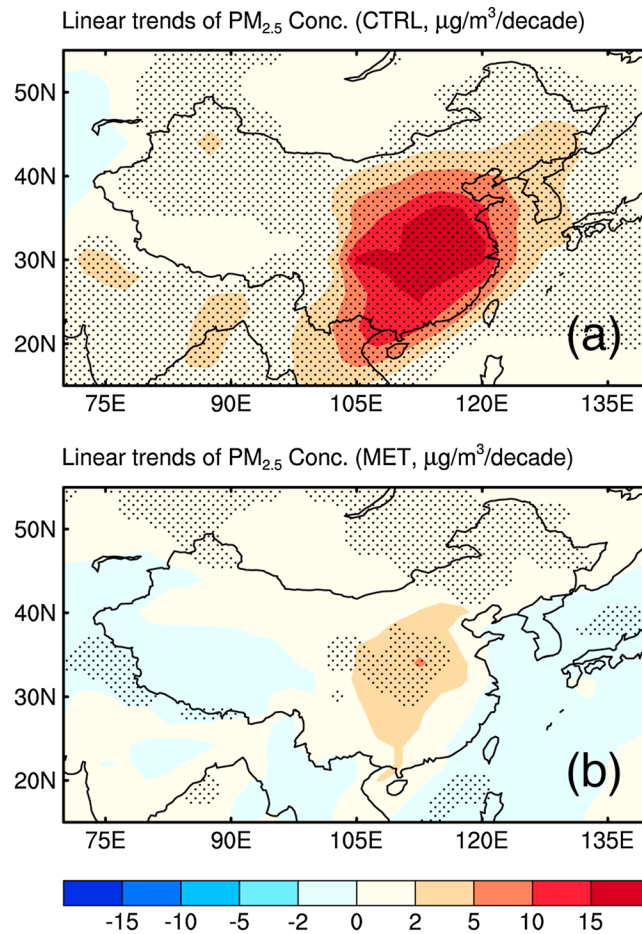 Linear trends of PM2.5 Conc. (CTRL, μg/m³/decade)
50N
40N
30N
20N
(a)
75E 90E 105E 120E 135E
Linear trends of PM2.5 Conc. (MET, μg/m³/decade)
50N
40N
30N
20N
(b)
75E 90E 105E 120E 135E
-15 -10 -5 -2 0 2 5 10 15